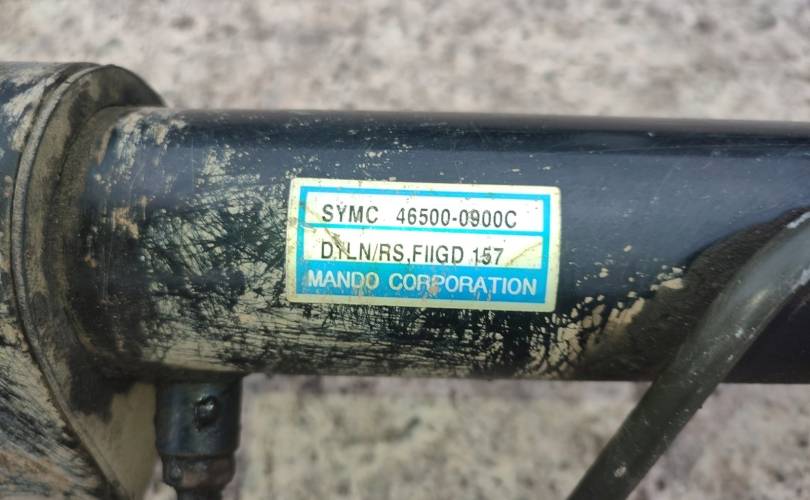 SYMC 46500-0900C
D1LN/RS,FIIGD 157
MANDO CORPORATION